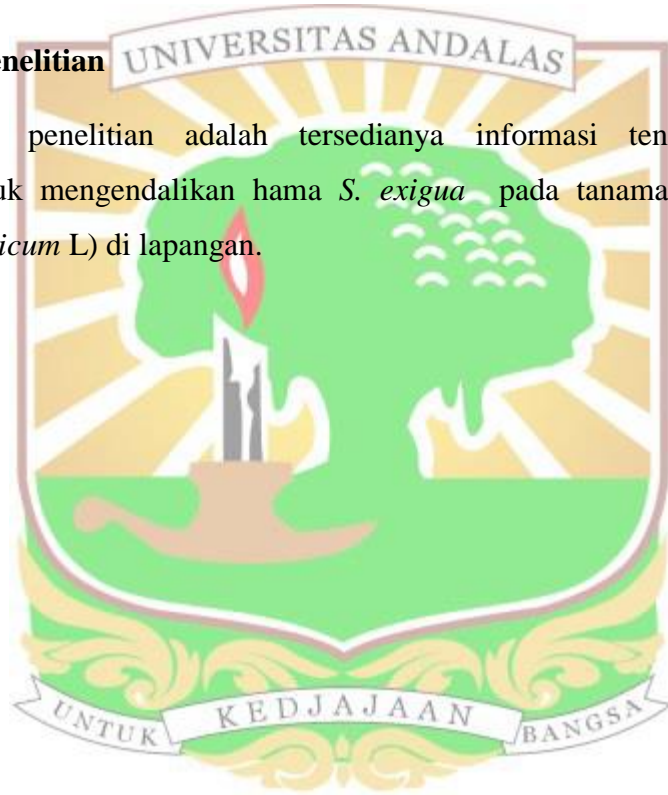 UNIVERSITAS ANDALAS
enelitian
penelitian adalah tersedianya informasi ten
uk mengendalikan hama S. exigua pada tanama
icum L) di lapangan.
UNTUK KEDJAJAAN BANGSA